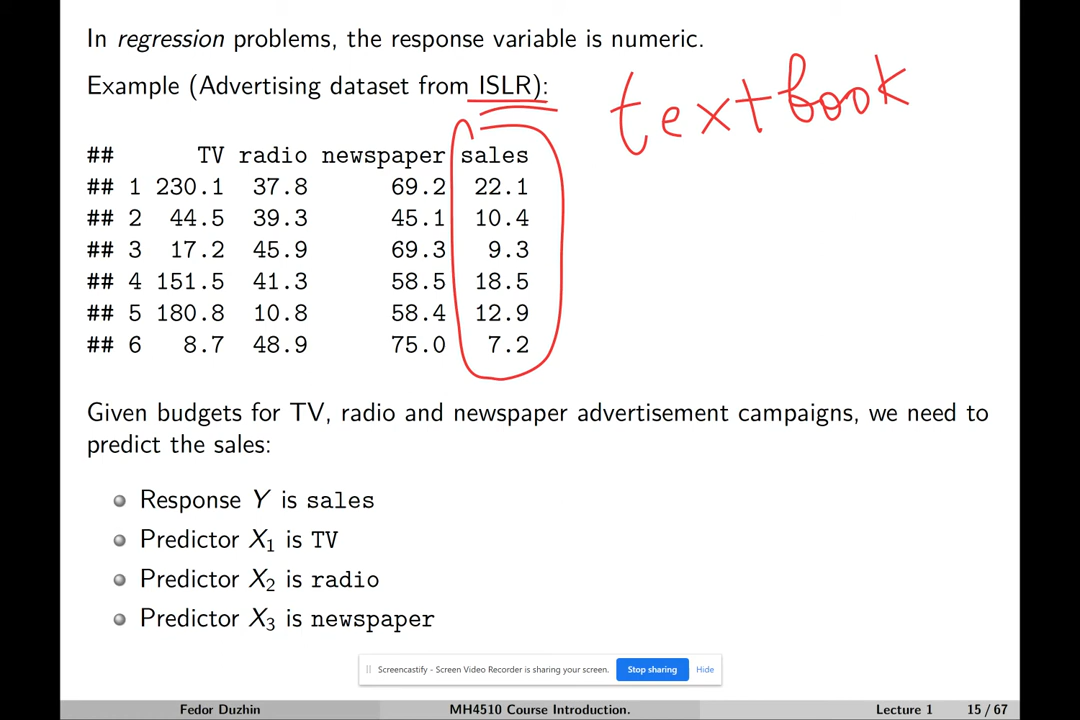 In regression problems, the response variable is numeric.
Example (Advertising dataset from ISLR):
textbook
## TV radio newspaper sales
## 1 230.1 37.8 69.2 22.1
## 2 44.5 39.3 45.1 10.4
## 3 17.2 45.9 69.3 9.3
## 4 151.5 41.3 58.5 18.5
## 5 180.8 10.8 58.4 12.9
## 6 8.7 48.9 75.0 7.2
Given budgets for TV, radio and newspaper advertisement campaigns, we need to
predict the sales:
Response Y is sales
Predictor X₁ is TV
Predictor X₂ is radio
Predictor X₃ is newspaper
Screencastify - Screen Video Recorder is sharing your screen. Stop sharing Hide
Fedor Duzhin MH4510 Course Introduction. Lecture 1 15 / 67